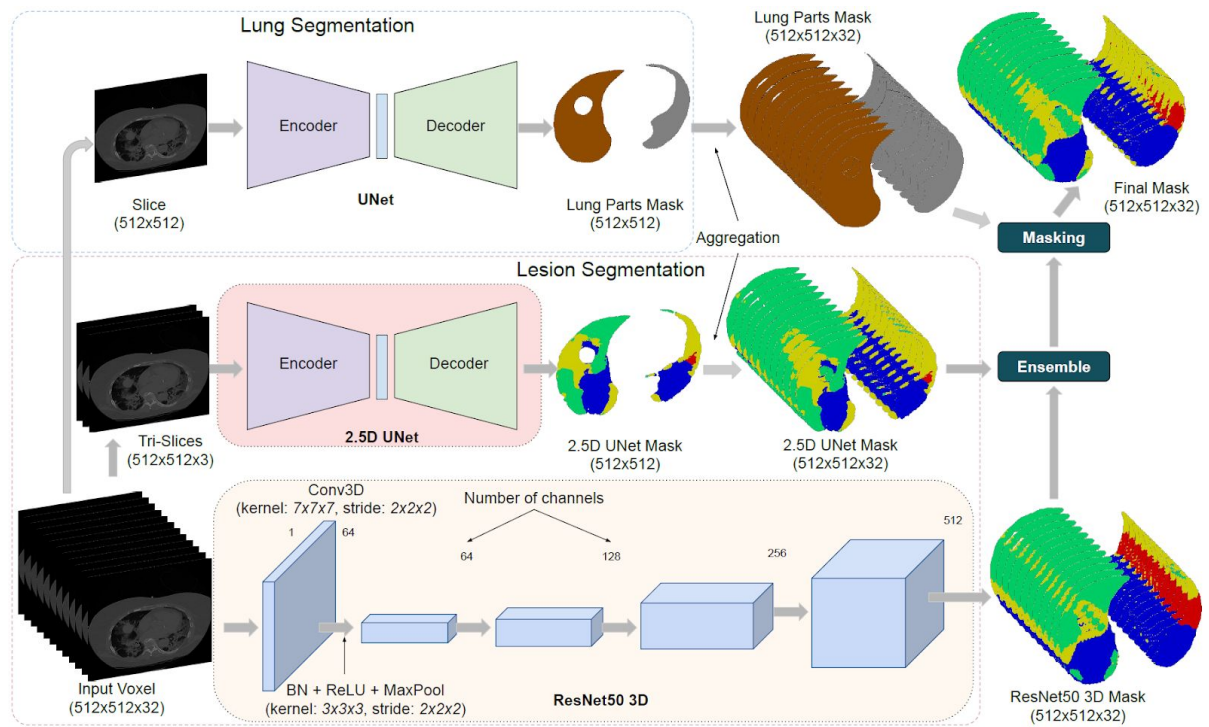 Lung Segmentation
Slice
(512x512)
Encoder
Decoder
UNet
Lung Parts Mask
(512x512)
Lung Parts Mask
(512x512x32)
Final Mask
(512x512x32)
Masking
Aggregation
Lesion Segmentation
Tri-Slices
(512x512x3)
Encoder
Decoder
2.5D UNet
2.5D UNet Mask
(512x512)
2.5D UNet Mask
(512x512x32)
Ensemble
Input Voxel
(512x512x32)
Conv3D
(kernel: 7x7x7, stride: 2x2x2)
1
64
BN + ReLU + MaxPool
(kernel: 3x3x3, stride: 2x2x2)
Number of channels
64
128
256
512
ResNet50 3D
ResNet50 3D Mask
(512x512x32)